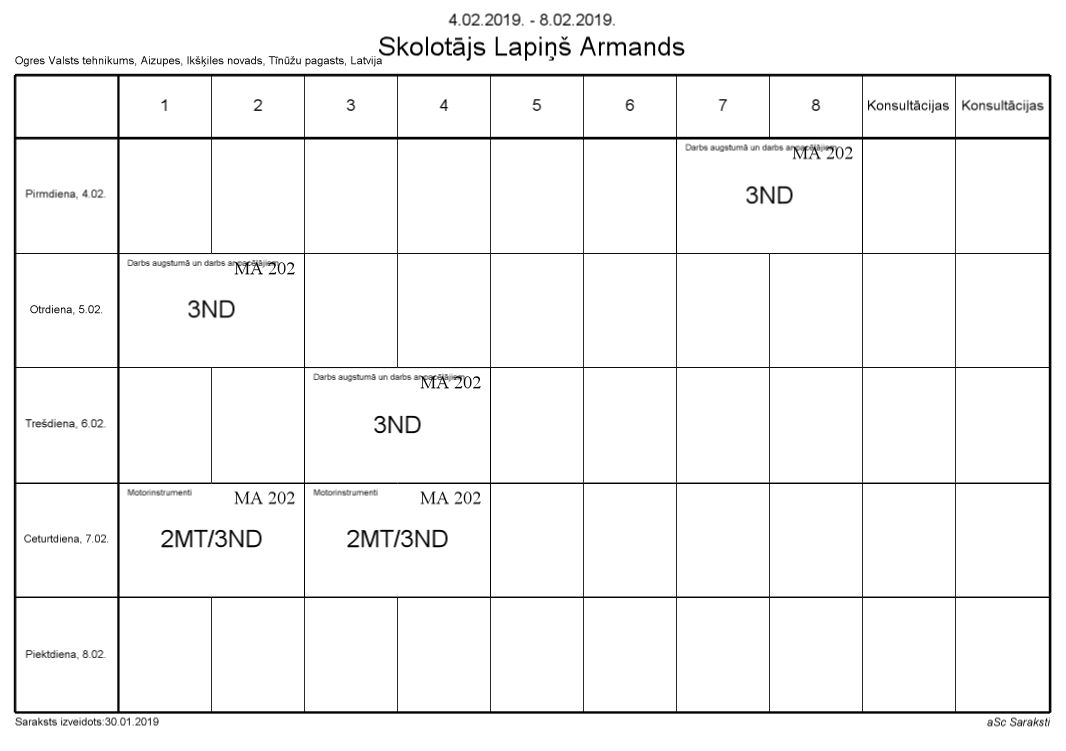 4.02.2019. - 8.02.2019.
Skolotājs Lapiņš Armands
Ogres Valsts tehnikums, Aizupes, Ikšķiles novads, Tīnūžu pagasts, Latvija
1 2 3 4 5 6 7 8 Konsultācijas Konsultācijas
Pirmdiena, 4.02.
Darbs augstumā un darbs ar pacēlājiem
MA 202
3ND
Otrdiena, 5.02.
Darbs augstumā un darbs ar pacēlājiem
MA 202
3ND
Trešdiena, 6.02.
Darbs augstumā un darbs ar pacēlājiem
MA 202
3ND
Ceturtdiena, 7.02.
Motorinstrumenti
MA 202
2MT/3ND
Motorinstrumenti
MA 202
2MT/3ND
Piektdiena, 8.02.
Saraksts izveidots:30.01.2019
aSc Saraksti